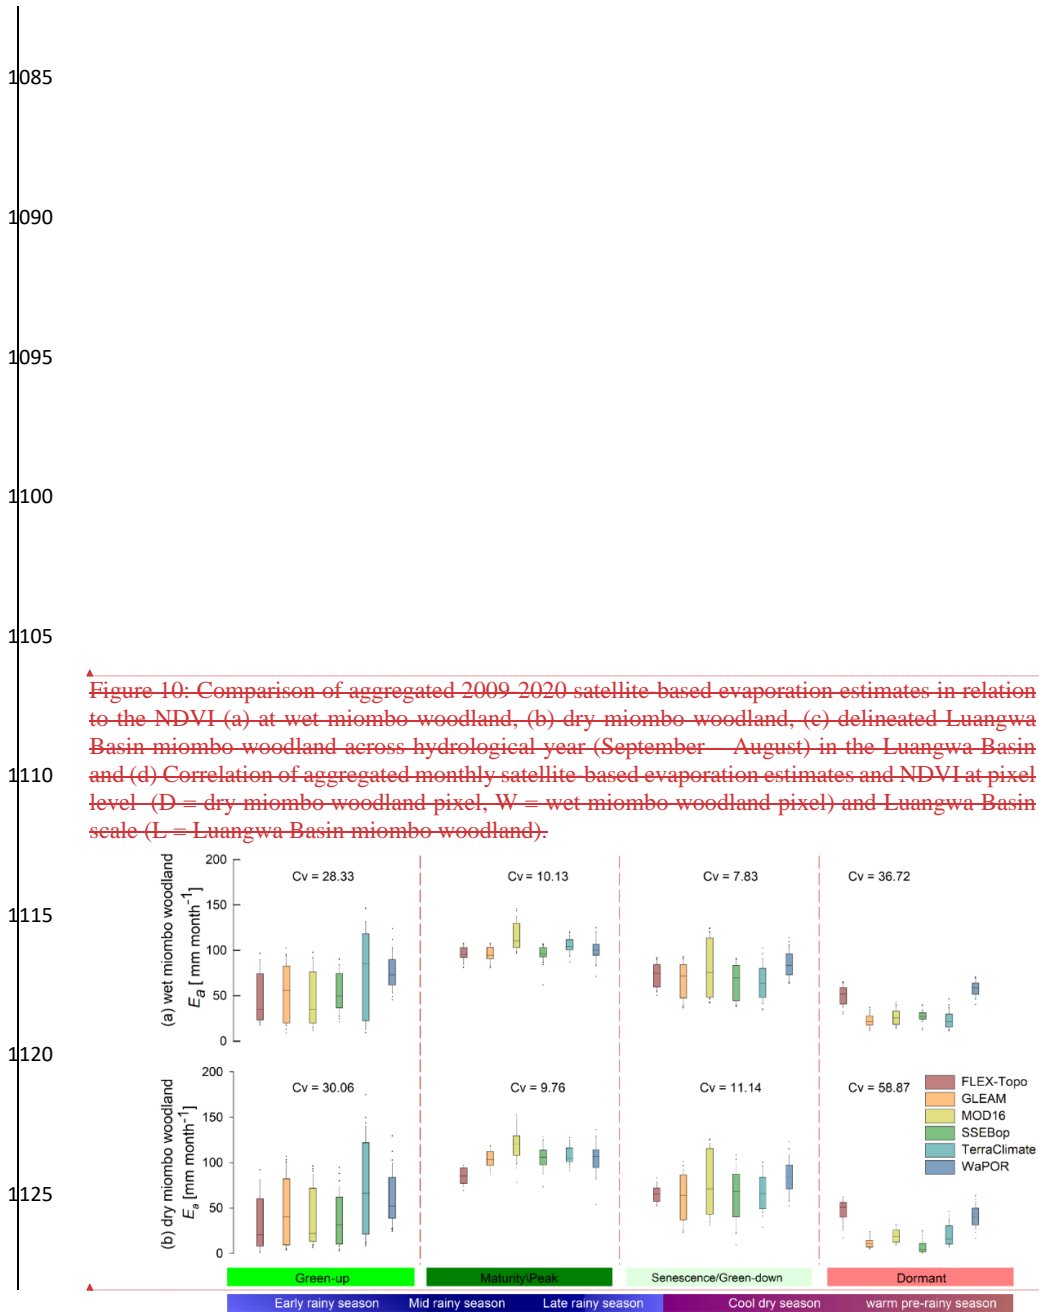 1085
1090
1095
1100
1105
Figure 10: Comparison of aggregated 2009-2020 satellite-based evaporation estimates in relation
to the NDVI (a) at wet miombo woodland, (b) dry miombo woodland, (c) delineated Luangwa
Basin miombo woodland across hydrological year (September – August) in the Luangwa Basin
1110
and (d) Correlation of aggregated monthly satellite-based evaporation estimates and NDVI at pixel
level (D = dry miombo woodland pixel, W = wet miombo woodland pixel) and Luangwa Basin
scale (L = Luangwa Basin miombo woodland).
(a) wet miombo woodland
Ea [ mm month⁻¹]
200
150
100
50
0
Cv = 28.33
Cv = 10.13
Cv = 7.83
Cv = 36.72
1115
1120
(b) dry miombo woodland
Ea [mm month⁻¹]
200
150
100
50
0
Cv = 30.06
Cv = 9.76
Cv = 11.14
Cv = 58.87
FLEX-Topo
GLEAM
MOD16
SSEBop
TerraClimate
WaPOR
1125
Green-up
Maturity\Peak
Senescence/Green-down
Dormant
Early rainy season
Mid rainy season
Late rainy season
Cool dry season
warm pre-rainy season